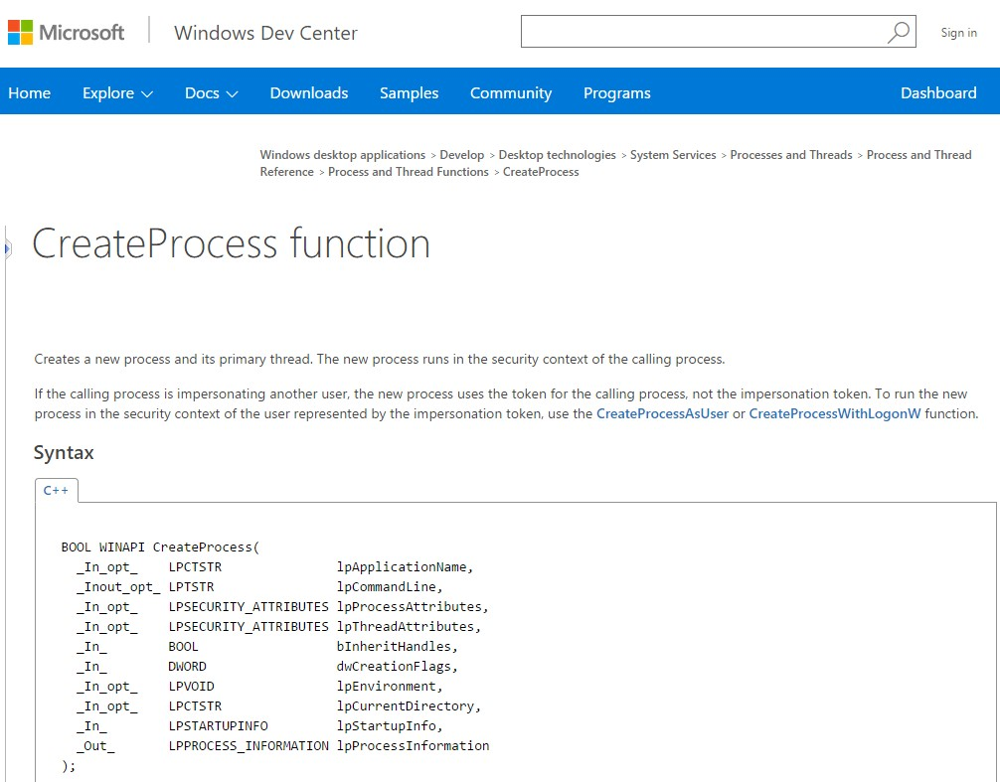 Microsoft Windows Dev Center Sign in
Home Explore Docs Downloads Samples Community Programs Dashboard
Windows desktop applications > Develop > Desktop technologies > System Services > Processes and Threads > Process and Thread
Reference > Process and Thread Functions > CreateProcess
CreateProcess function
Creates a new process and its primary thread. The new process runs in the security context of the calling process.
If the calling process is impersonating another user, the new process uses the token for the calling process, not the impersonation token. To run the new
process in the security context of the user represented by the impersonation token, use the CreateProcessAsUser or CreateProcessWithLogonW function.
Syntax
C++
BOOL WINAPI CreateProcess(
_In_opt_ LPCTSTR lpApplicationName,
_Inout_opt_ LPTSTR lpCommandLine,
_In_opt_ LPSECURITY_ATTRIBUTES lpProcessAttributes,
_In_opt_ LPSECURITY_ATTRIBUTES lpThreadAttributes,
_In_ BOOL bInheritHandles,
_In_ DWORD dwCreationFlags,
_In_opt_ LPVOID lpEnvironment,
_In_opt_ LPCTSTR lpCurrentDirectory,
_In_ LPSTARTUPINFO lpStartupInfo,
_Out_ LPPROCESS_INFORMATION lpProcessInformation
);